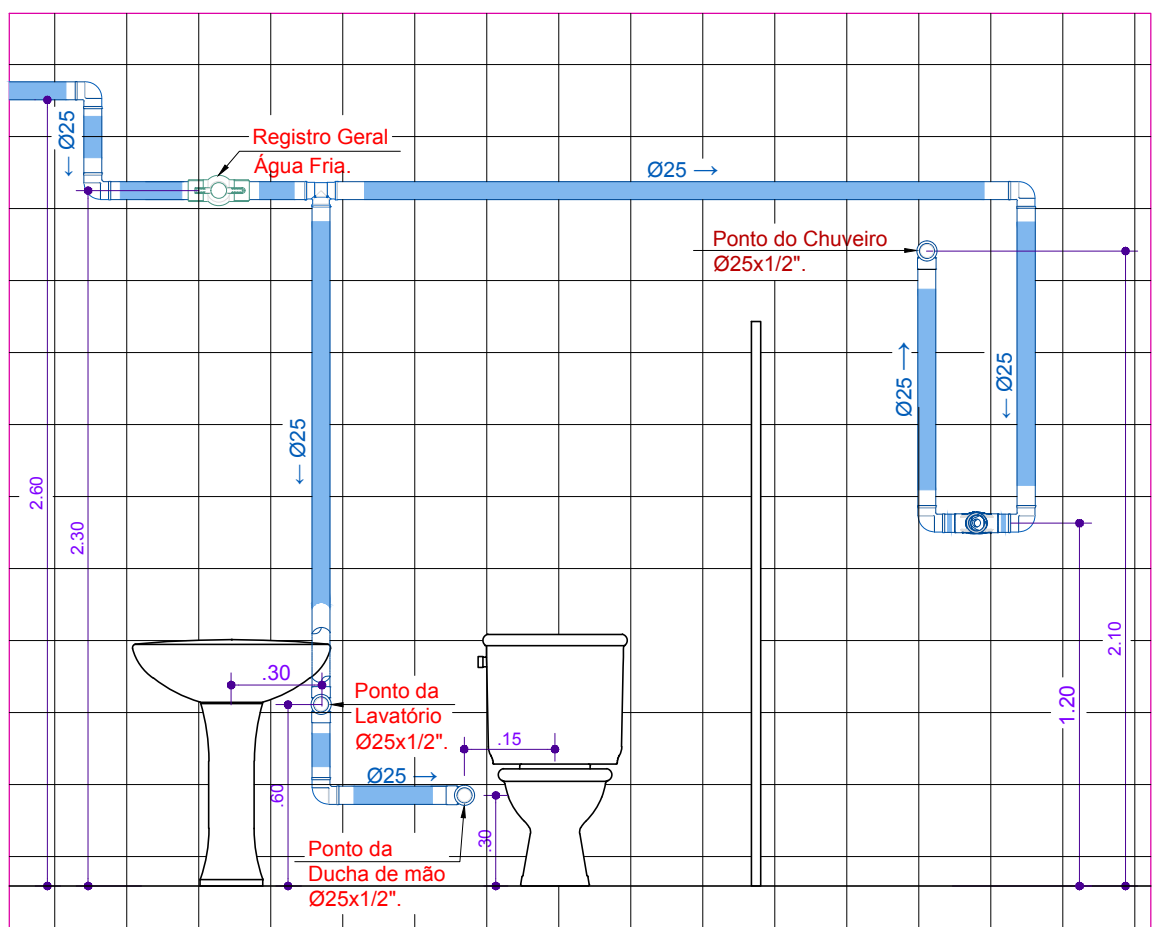 ← Ø25
Registro Geral
Água Fria.
Ø25 →
Ponto do Chuveiro
Ø25x1/2".
Ø25 →
← Ø25
← Ø25
2.60
2.30
2.10
1.20
.30
Ponto da
Lavatório
Ø25x1/2".
.15
Ø25 →
.60
.30
Ponto da
Ducha de mão
Ø25x1/2".